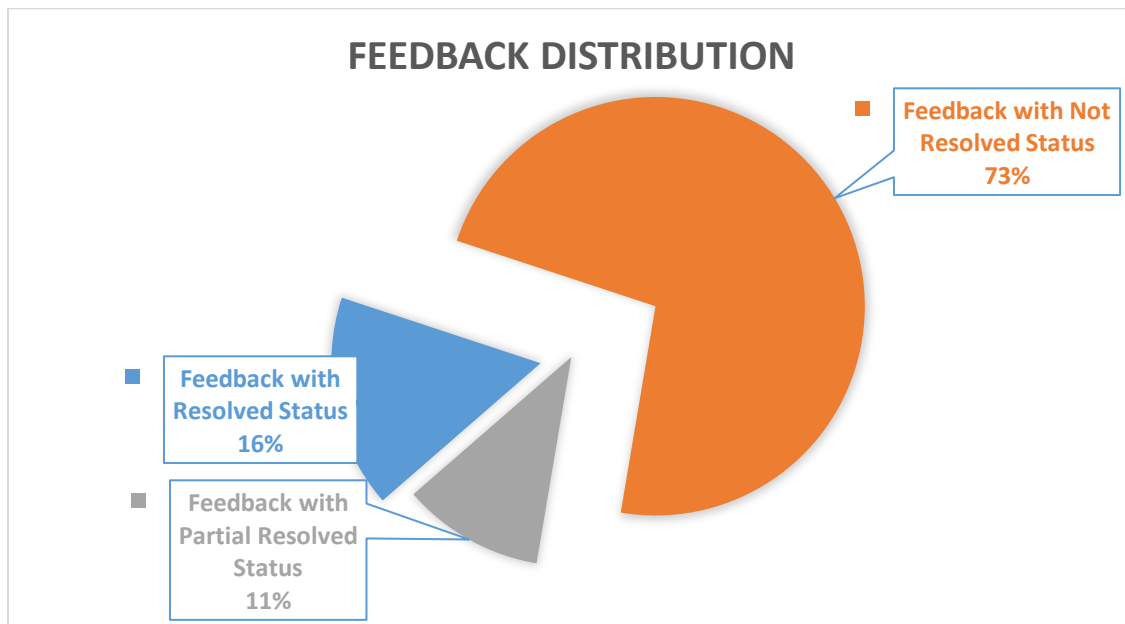 FEEDBACK DISTRIBUTION
Feedback with Not
Resolved Status
73%
Feedback with
Resolved Status
16%
Feedback with
Partial Resolved
Status
11%